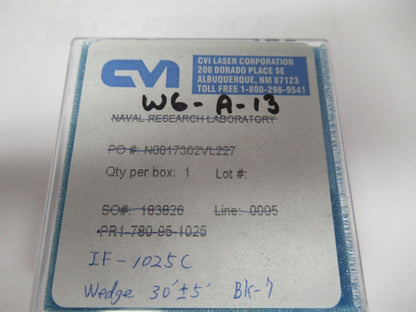 CVI
CVI LASER CORPORATION
200 DORADO PLACE SE
ALBUQUERQUE, NM 87123
TOLL FREE 1-800-296-9541
W6-A-13
NAVAL RESEARCH LABORATORY
PO #: N0017302VL227
Qty per box: 1 Lot #:
SO#: 183826 Line: 0005
PR1-780-95-1025
IF-1025C
Wedge 30'±5' BK-7